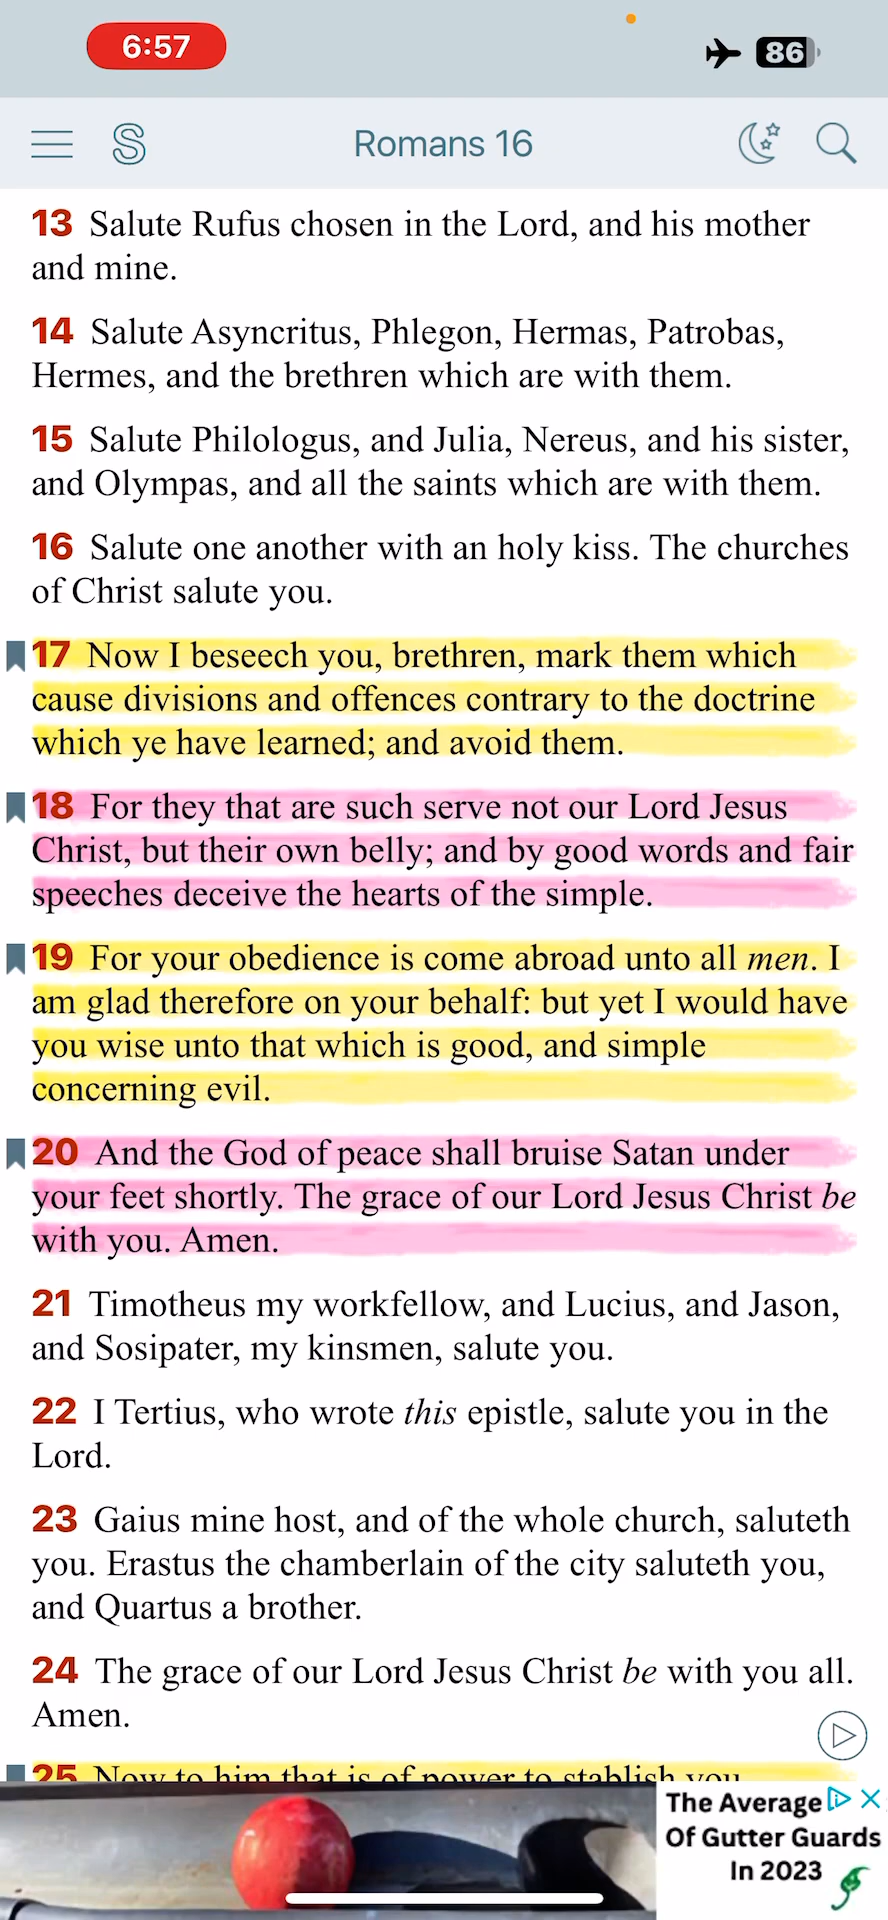 6:57
86
S
Romans 16
13 Salute Rufus chosen in the Lord, and his mother
and mine.
14 Salute Asyncritus, Phlegon, Hermas, Patrobas,
Hermes, and the brethren which are with them.
15 Salute Philologus, and Julia, Nereus, and his sister,
and Olympas, and all the saints which are with them.
16 Salute one another with an holy kiss. The churches
of Christ salute you.
17 Now I beseech you, brethren, mark them which
cause divisions and offences contrary to the doctrine
which ye have learned; and avoid them.
18 For they that are such serve not our Lord Jesus
Christ, but their own belly; and by good words and fair
speeches deceive the hearts of the simple.
19 For your obedience is come abroad unto all men. I
am glad therefore on your behalf: but yet I would have
you wise unto that which is good, and simple
concerning evil.
20 And the God of peace shall bruise Satan under
your feet shortly. The grace of our Lord Jesus Christ be
with you. Amen.
21 Timotheus my workfellow, and Lucius, and Jason,
and Sosipater, my kinsmen, salute you.
22 I Tertius, who wrote this epistle, salute you in the
Lord.
23 Gaius mine host, and of the whole church, saluteth
you. Erastus the chamberlain of the city saluteth you,
and Quartus a brother.
24 The grace of our Lord Jesus Christ be with you all.
Amen.
25 Now to him that is of power to stablish you
The Average
Of Gutter Guards
In 2023